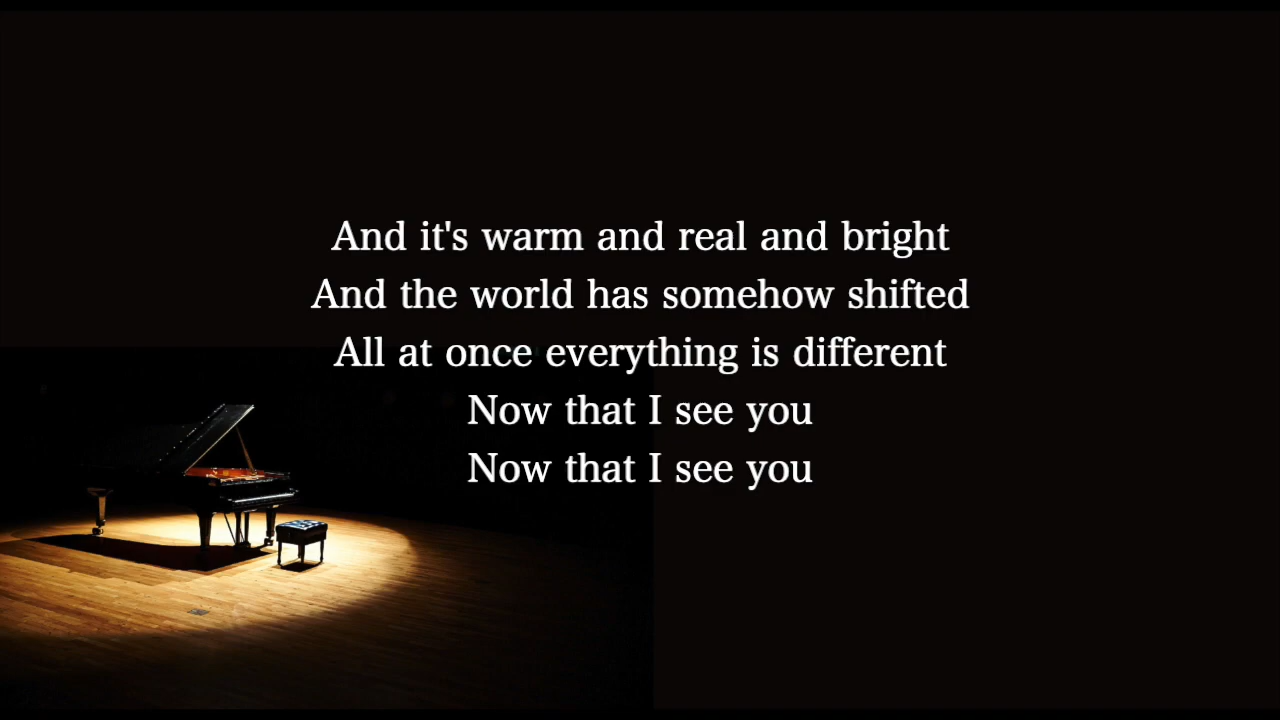 And it's warm and real and bright
And the world has somehow shifted
All at once everything is different
Now that I see you
Now that I see you